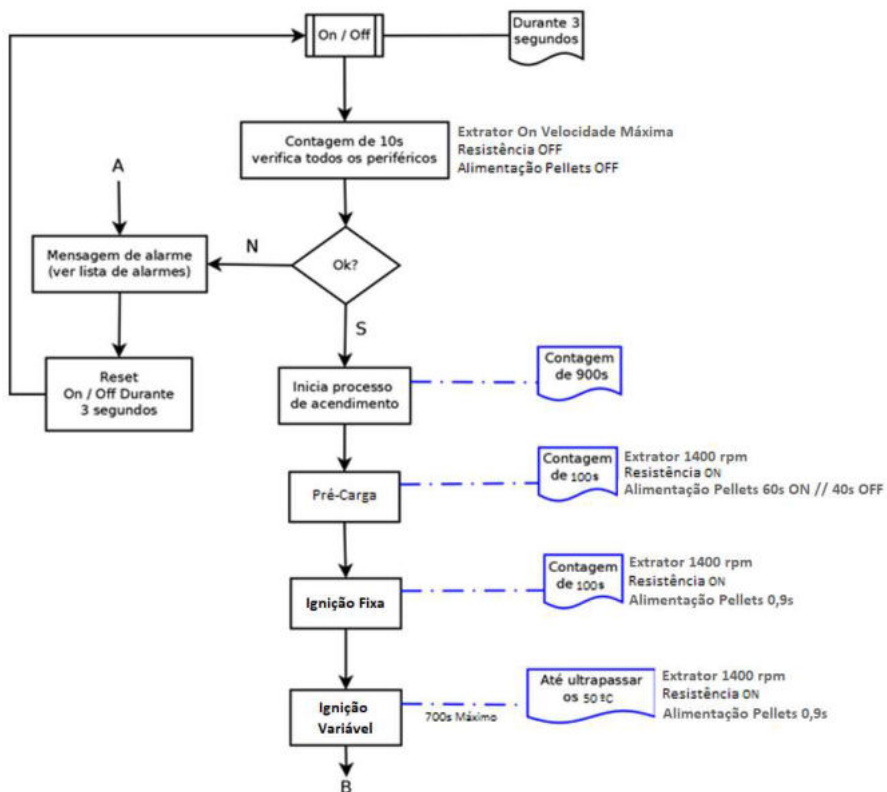 On / Off
Durante 3
segundos
Contagem de 10s
verifica todos os periféricos
Extrator On Velocidade Máxima
Resistência OFF
Alimentação Pellets OFF
A
Mensagem de alarme
(ver lista de alarmes)
N
Ok?
S
Reset
On / Off Durante
3 segundos
Inicia processo
de acendimento
Contagem
de 900s
Pré-Carga
Contagem
de 100s
Extrator 1400 rpm
Resistência ON
Alimentação Pellets 60s ON // 40s OFF
Ignição Fixa
Contagem
de 100s
Extrator 1400 rpm
Resistência ON
Alimentação Pellets 0,9s
Ignição
Variável
700s Máximo
Até ultrapassar
os 50 ºC
Extrator 1400 rpm
Resistência ON
Alimentação Pellets 0,9s
B